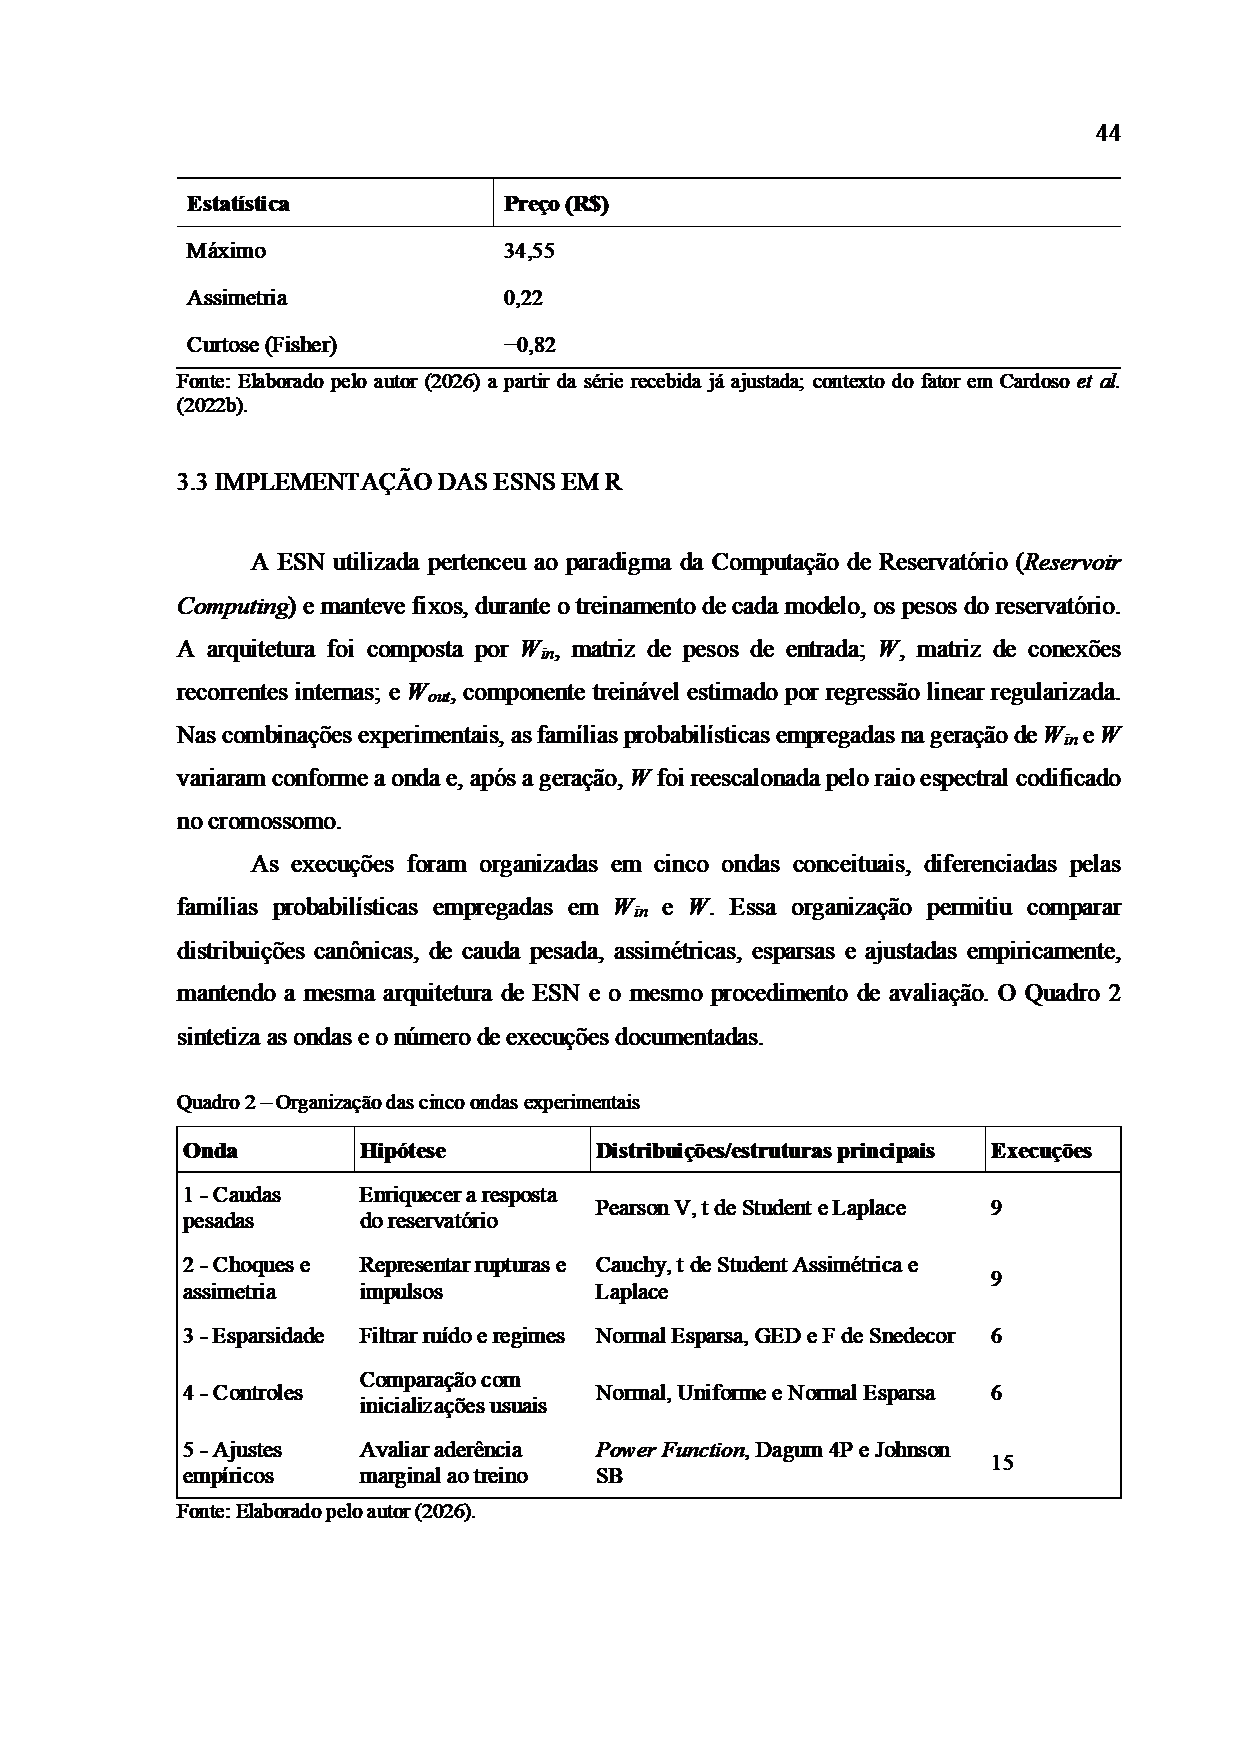 44
Estatística Preço (R$)
Máximo 34,55
Assimetria 0,22
Curtose (Fisher) −0,82
Fonte: Elaborado pelo autor (2026) a partir da série recebida já ajustada; contexto do fator em Cardoso et al.
(2022b).
3.3 IMPLEMENTAÇÃO DAS ESNS EM R
A ESN utilizada pertenceu ao paradigma da Computação de Reservatório (Reservoir
Computing) e manteve fixos, durante o treinamento de cada modelo, os pesos do reservatório.
A arquitetura foi composta por Win, matriz de pesos de entrada; W, matriz de conexões
recorrentes internas; e Wout, componente treinável estimado por regressão linear regularizada.
Nas combinações experimentais, as famílias probabilísticas empregadas na geração de Win e W
variaram conforme a onda e, após a geração, W foi reescalonada pelo raio espectral codificado
no cromossomo.
As execuções foram organizadas em cinco ondas conceituais, diferenciadas pelas
famílias probabilísticas empregadas em Win e W. Essa organização permitiu comparar
distribuições canônicas, de cauda pesada, assimétricas, esparsas e ajustadas empiricamente,
mantendo a mesma arquitetura de ESN e o mesmo procedimento de avaliação. O Quadro 2
sintetiza as ondas e o número de execuções documentadas.
Quadro 2 – Organização das cinco ondas experimentais
Onda Hipótese Distribuições/estruturas principais Execuções
1 - Caudas
pesadas
Enriquecer a resposta
do reservatório
Pearson V, t de Student e Laplace
9
2 - Choques e
assimetria
Representar rupturas e
impulsos
Cauchy, t de Student Assimétrica e
Laplace
9
3 - Esparsidade Filtrar ruído e regimes Normal Esparsa, GED e F de Snedecor 6
4 - Controles
Comparação com
inicializações usuais
Normal, Uniforme e Normal Esparsa
6
5 - Ajustes
empíricos
Avaliar aderência
marginal ao treino
Power Function, Dagum 4P e Johnson
SB
15
Fonte: Elaborado pelo autor (2026).